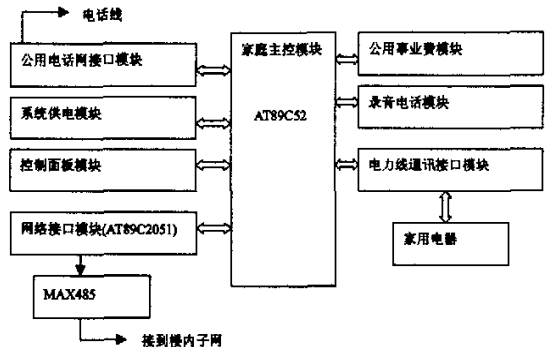 电话线
公用电话网接口模块
系统供电模块
控制面板模块
网络接口模块(AT89C2051)
MAX485
接到楼内子网
家庭主控模块
AT89C52
公用事业费模块
录音电话模块
电力线通讯接口模块
家用电器